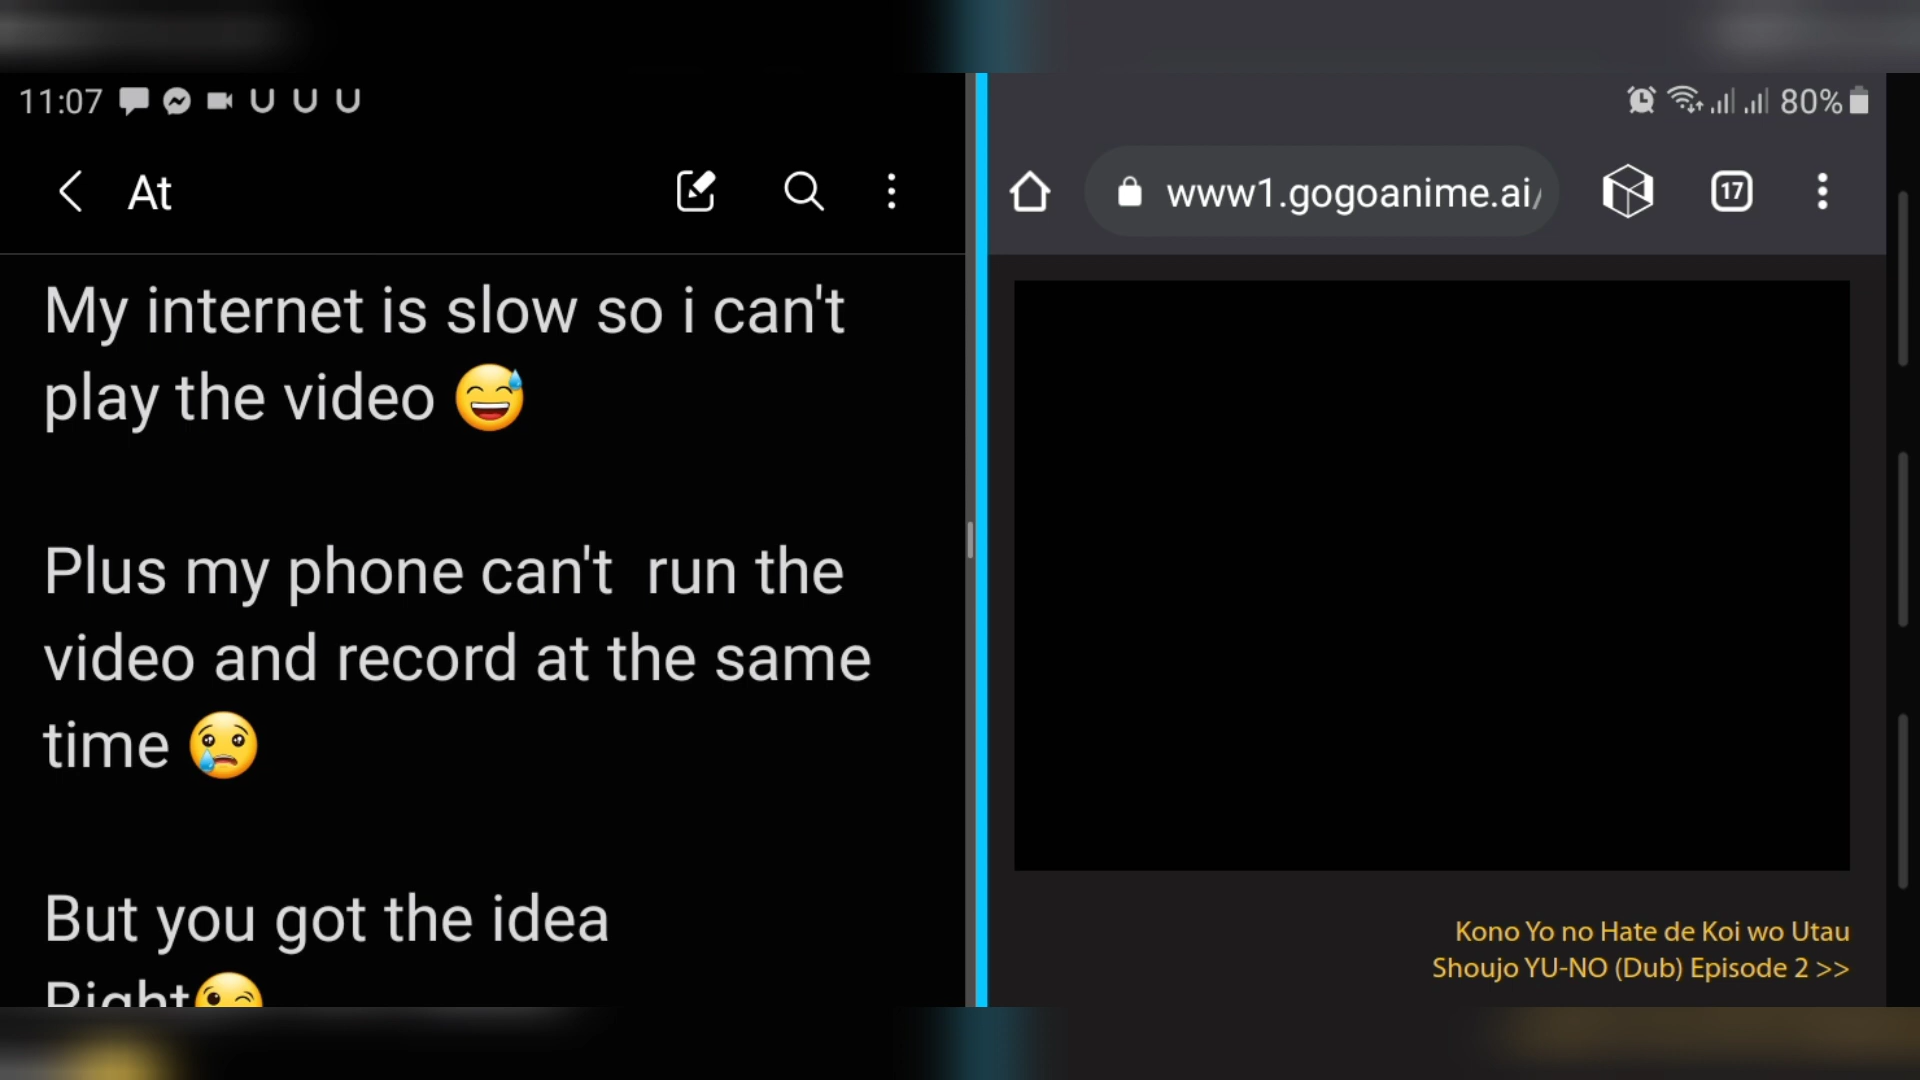 11:07
At
My internet is slow so i can't
play the video 😅
Plus my phone can't  run the
video and record at the same
time 😢
But you got the idea
Right😉
80%
www1.gogoanime.ai/
17
Kono Yo no Hate de Koi wo Utau
Shoujo YU-NO (Dub) Episode 2 >>